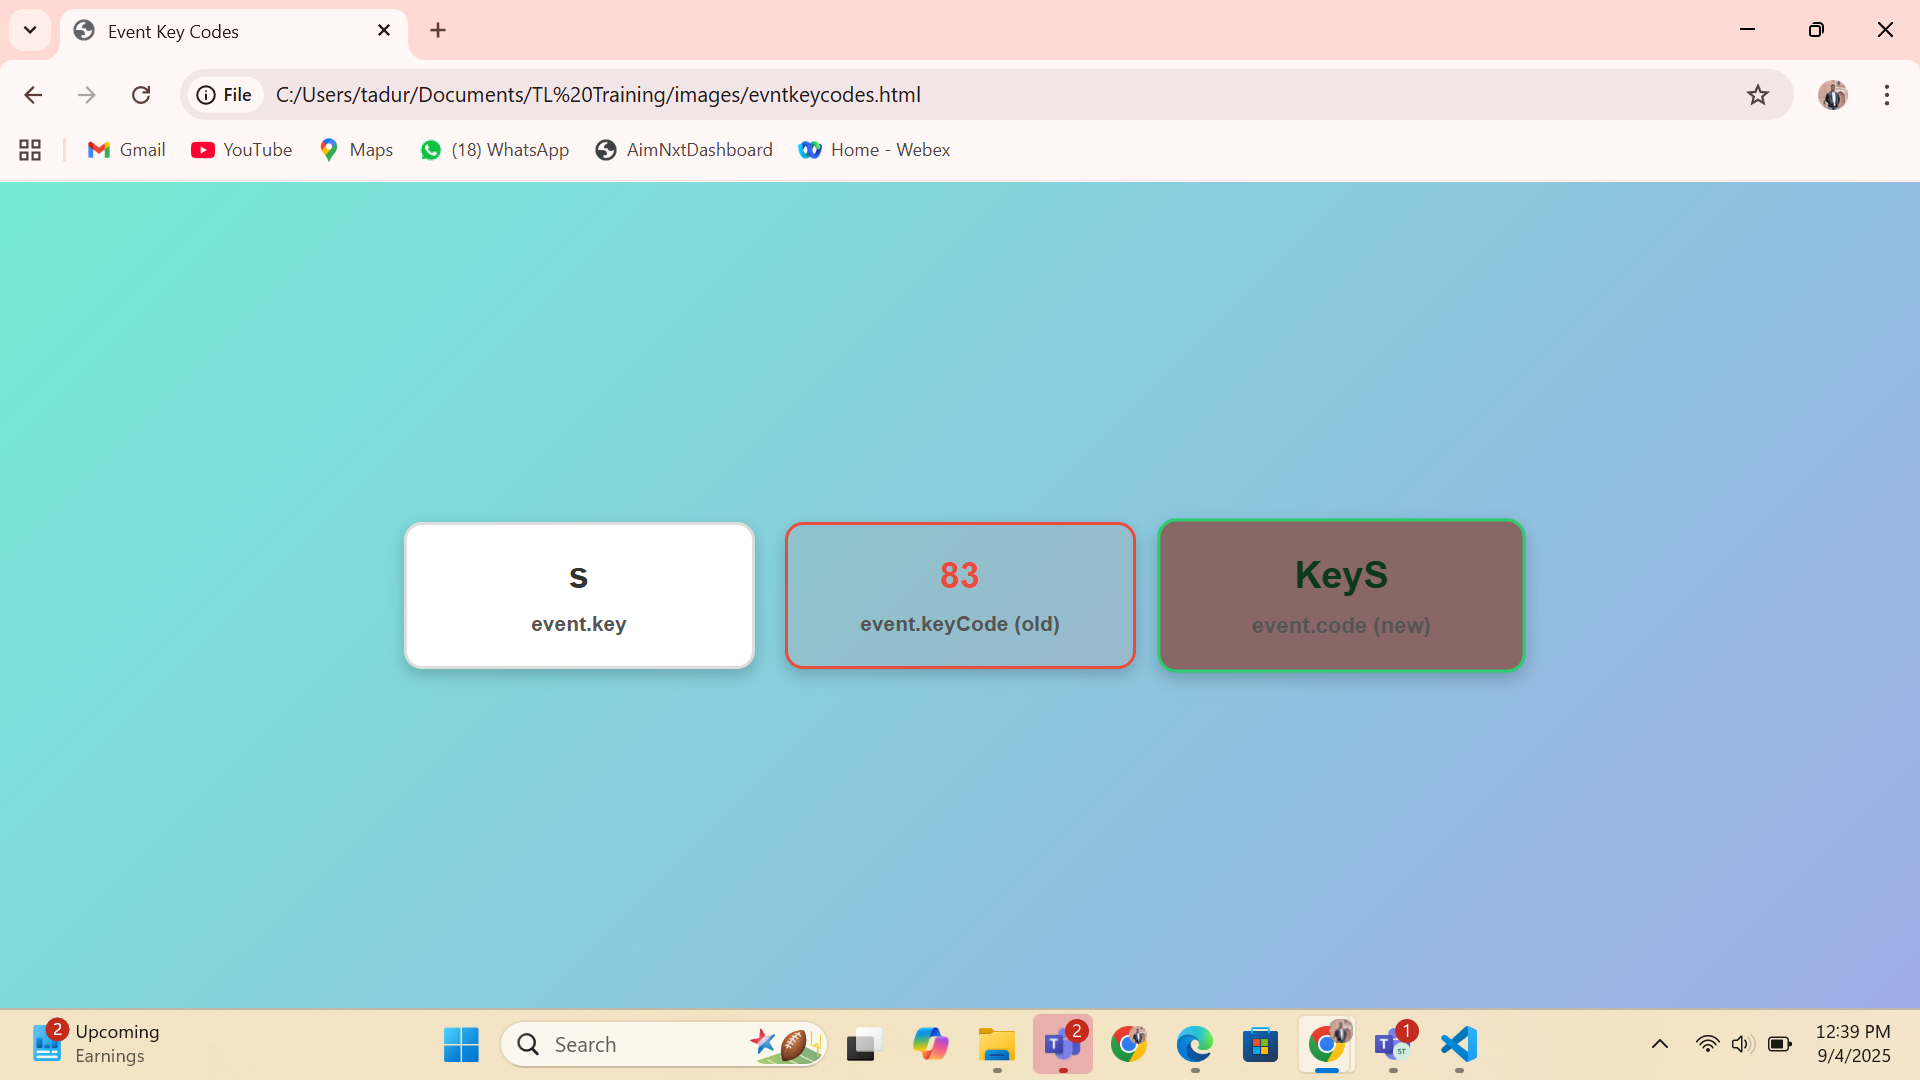 Event Key Codes
File
C:/Users/tadur/Documents/TL%20Training/images/evntkeycodes.html
Gmail
YouTube
Maps
(18) WhatsApp
AimNxtDashboard
Home - Webex
s
event.key
83
event.keyCode (old)
KeyS
event.code (new)
2
Upcoming
Earnings
Search
T
2
T
1
ST
12:39 PM
9/4/2025